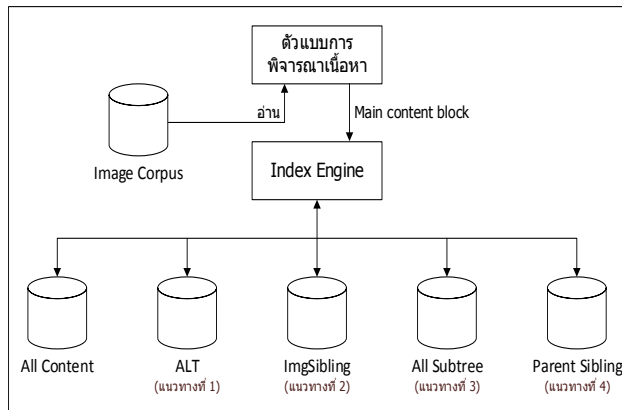 ตัวแบบการ
พิจารณาเนื้อหา
อ่าน
Main content block
Image Corpus
Index Engine
All Content
ALT
ImgSibling
All Subtree
Parent Sibling
(แนวทางที่ 1)
(แนวทางที่ 2)
(แนวทางที่ 3)
(แนวทางที่ 4)